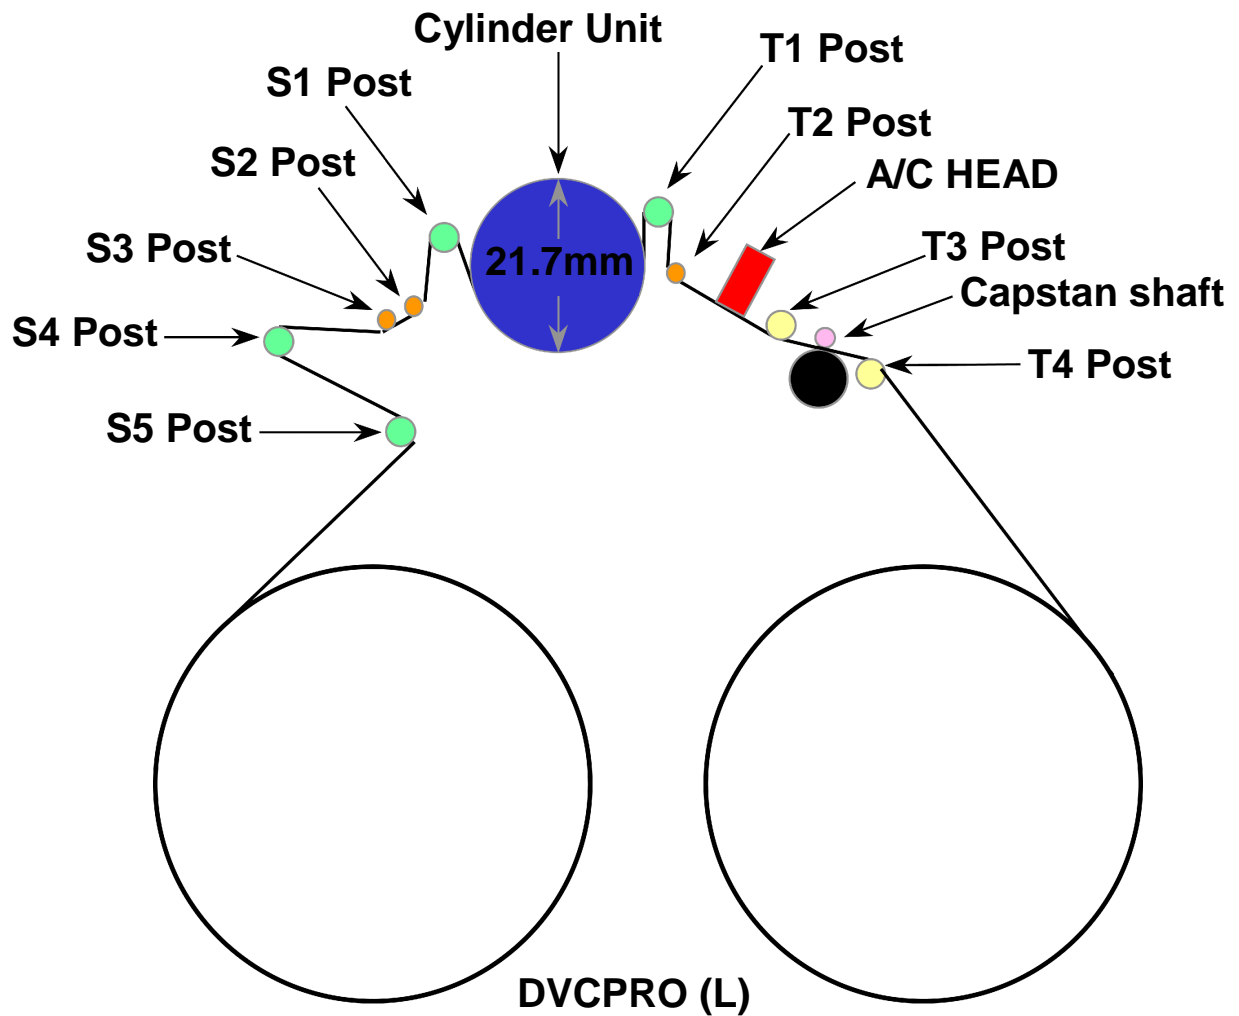 Cylinder Unit
T1 Post
S1 Post
T2 Post
S2 Post
A/C HEAD
S3 Post
T3 Post
21.7mm
Capstan shaft
S4 Post
T4 Post
S5 Post
DVCPRO (L)